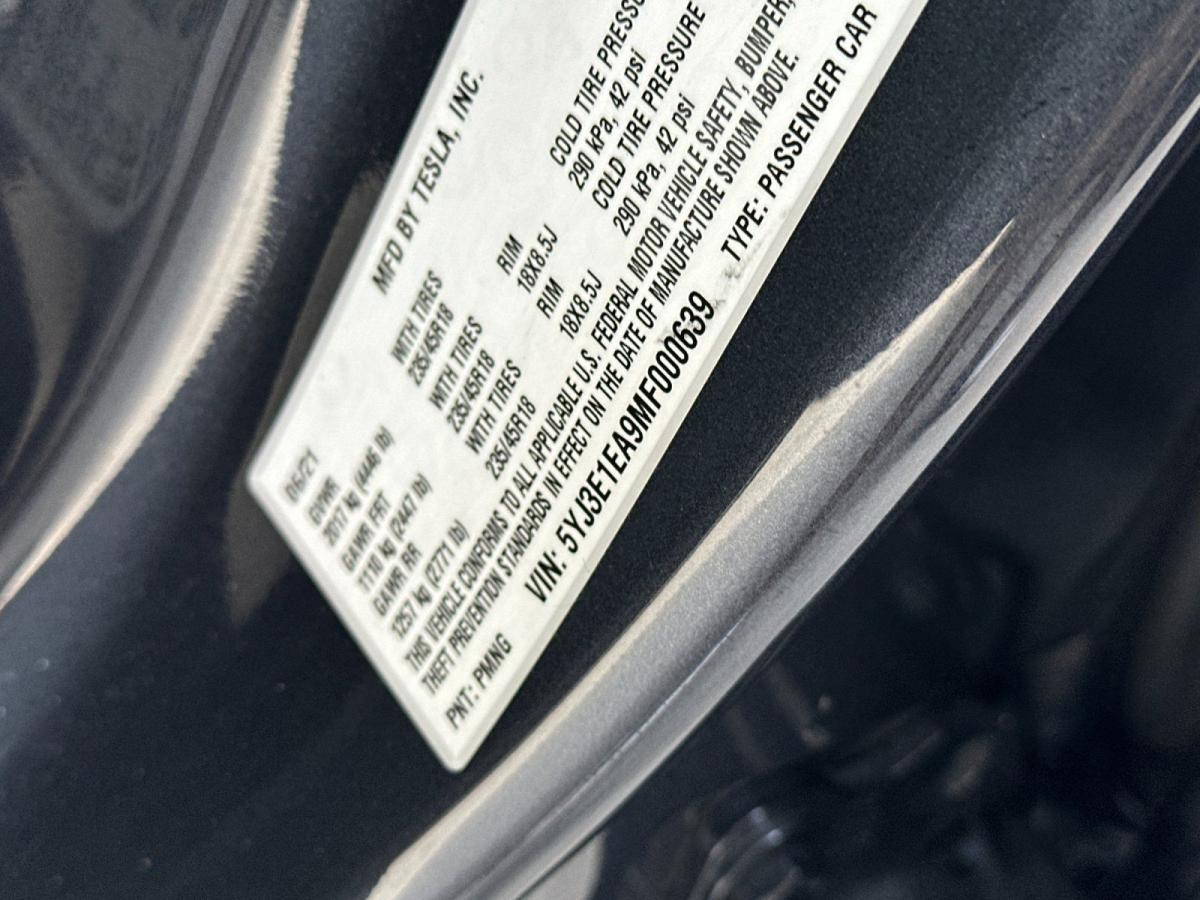 MFD BY TESLA, INC.
06/21
GVWR
2017 kg (4446 lb)
GAWR FRT WITH TIRES RIM COLD TIRE PRESSURE
1110 kg (2447 lb) 235/45R18 18X8.5J 290 kPa, 42 psi
GAWR RR WITH TIRES RIM COLD TIRE PRESSURE
1257 kg (2771 lb) 235/45R18 18X8.5J 290 kPa, 42 psi
WITH TIRES
235/45R18
THIS VEHICLE CONFORMS TO ALL APPLICABLE U.S. FEDERAL MOTOR VEHICLE SAFETY, BUMPER,
THEFT PREVENTION STANDARDS IN EFFECT ON THE DATE OF MANUFACTURE SHOWN ABOVE.
VIN: 5YJ3E1EA9MF000639 TYPE: PASSENGER CAR
PNT: PMNG